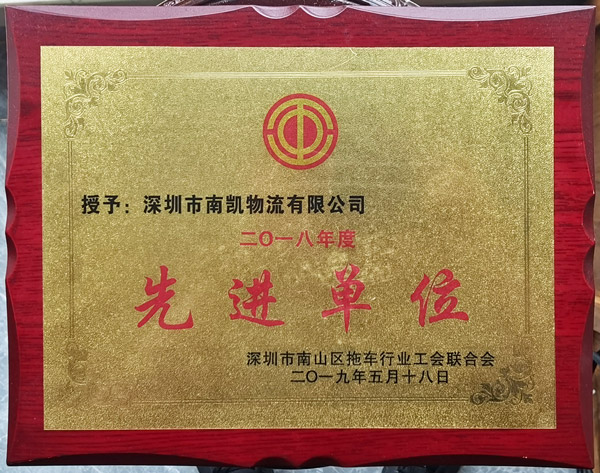 授予：深圳市南凯物流有限公司
二〇一八年度
先进单位
深圳市南山区拖车行业工会联合会
二〇一九年五月十八日